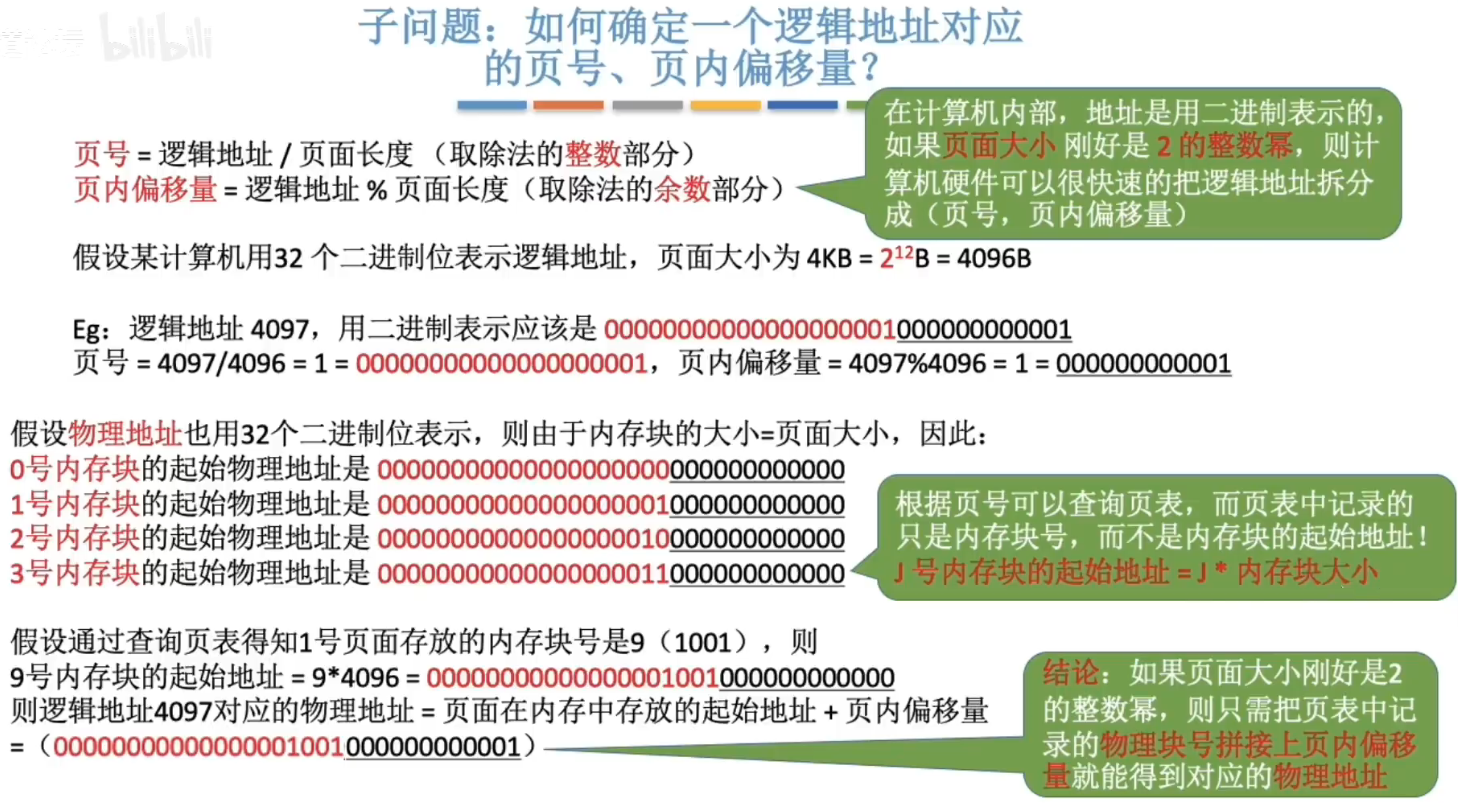 bilibili
子问题：如何确定一个逻辑地址对应
的页号、页内偏移量？
在计算机内部，地址是用二进制表示的，
如果页面大小 刚好是 2 的整数幂，则计
算机硬件可以很快速的把逻辑地址拆分
成（页号，页内偏移量）
页号 = 逻辑地址 / 页面长度 （取除法的整数部分）
页内偏移量 = 逻辑地址 % 页面长度（取除法的余数部分）
假设某计算机用32 个二进制位表示逻辑地址，页面大小为 4KB = 2¹²B = 4096B
Eg：逻辑地址 4097，用二进制表示应该是 00000000000000000001000000000001
页号 = 4097/4096 = 1 = 00000000000000000001，页内偏移量 = 4097%4096 = 1 = 000000000001
假设物理地址也用32个二进制位表示，则由于内存块的大小=页面大小，因此：
0号内存块的起始物理地址是 00000000000000000000000000000000
1号内存块的起始物理地址是 00000000000000000001000000000000
2号内存块的起始物理地址是 00000000000000000010000000000000
3号内存块的起始物理地址是 00000000000000000011000000000000
根据页号可以查询页表，而页表中记录的
只是内存块号，而不是内存块的起始地址！
J 号内存块的起始地址 = J * 内存块大小
假设通过查询页表得知1号页面存放的内存块号是9（1001），则
9号内存块的起始地址 = 9*4096 = 00000000000000001001000000000000
则逻辑地址4097对应的物理地址 = 页面在内存中存放的起始地址 + 页内偏移量
=（00000000000000001001000000000001）
结论：如果页面大小刚好是2
的整数幂，则只需把页表中记
录的物理块号拼接上页内偏移
量就能得到对应的物理地址